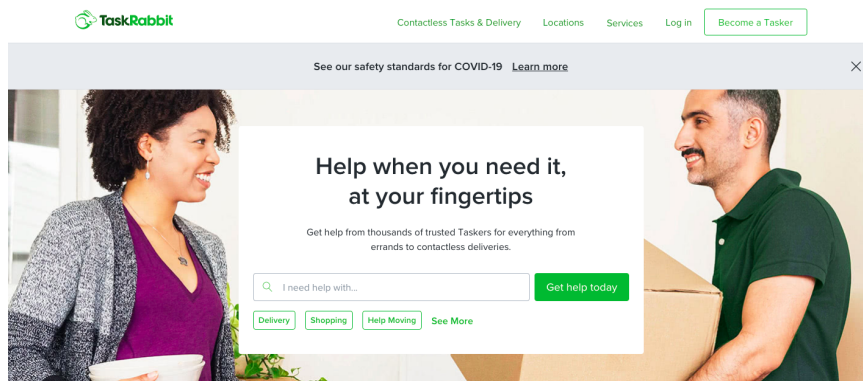 TaskRabbit
Contactless Tasks & Delivery
Locations
Services
Log in
Become a Tasker
See our safety standards for COVID-19 Learn more
Help when you need it,
at your fingertips
Get help from thousands of trusted Taskers for everything from
errands to contactless deliveries.
I need help with...
Get help today
Delivery
Shopping
Help Moving
See More